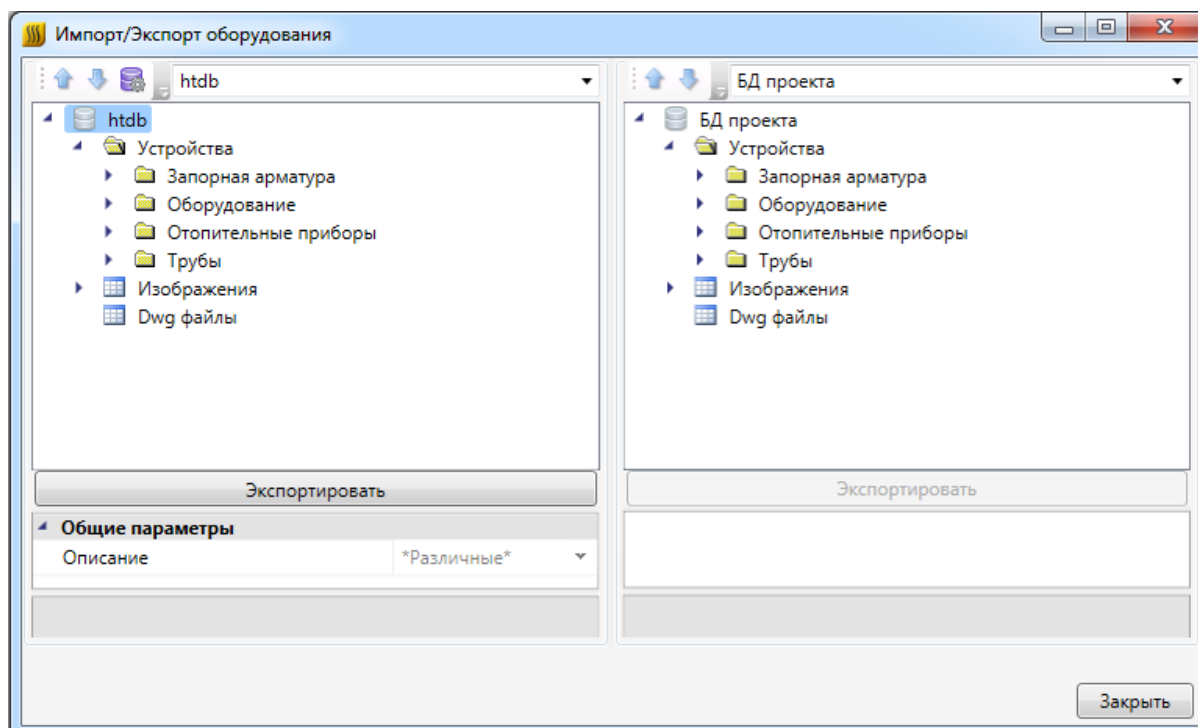 Импорт/Экспорт оборудования
htdb
htdb
Устройства
Запорная арматура
Оборудование
Отопительные приборы
Трубы
Изображения
Dwg файлы
Экспортировать
Общие параметры
Описание *Различные*
БД проекта
БД проекта
Устройства
Запорная арматура
Оборудование
Отопительные приборы
Трубы
Изображения
Dwg файлы
Экспортировать
Закрыть